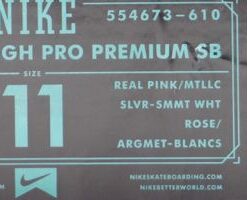 NIKE 554673-610
GH PRO PREMIUM SB
SIZE
11
REAL PINK/MTLLC
SLVR-SMMT WHT
ROSE/
ARGMET-BLANCS
NIKESKATEBOARDING.COM
NIKEBETTERWORLD.COM